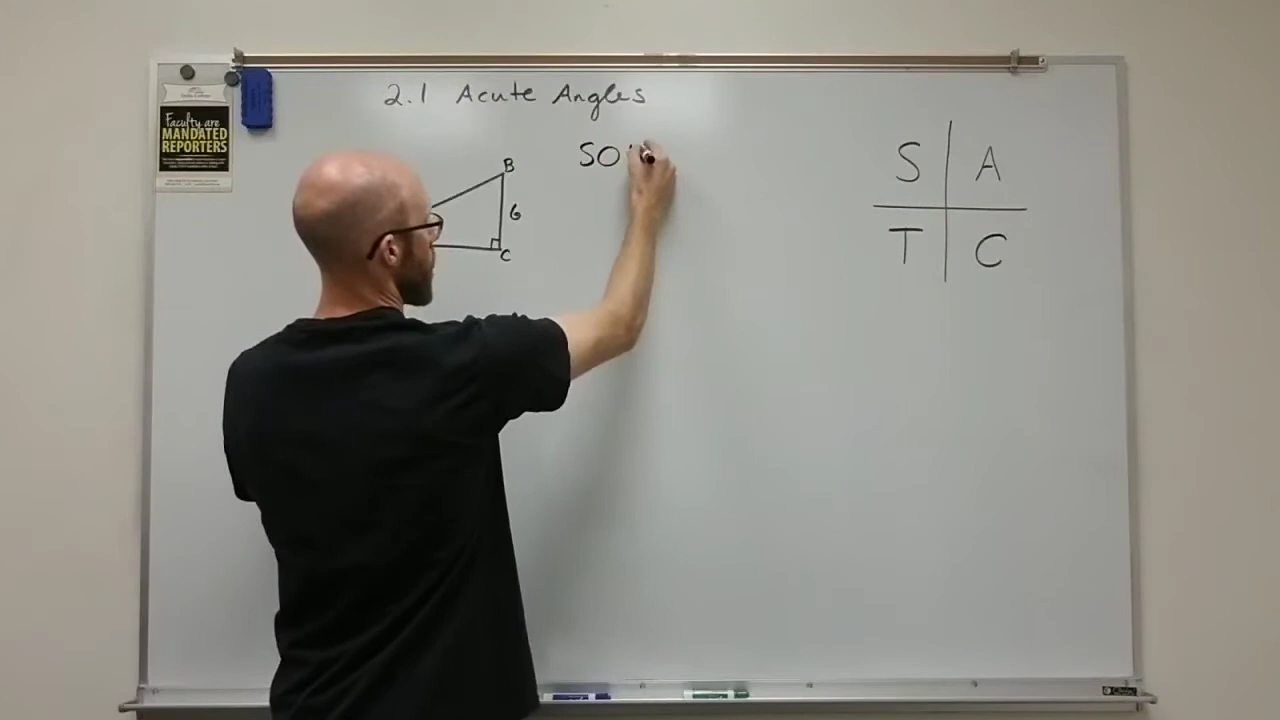 2.1 Acute Angles
Faculty are
MANDATED
REPORTERS
SO
B
6
C
S A
T C